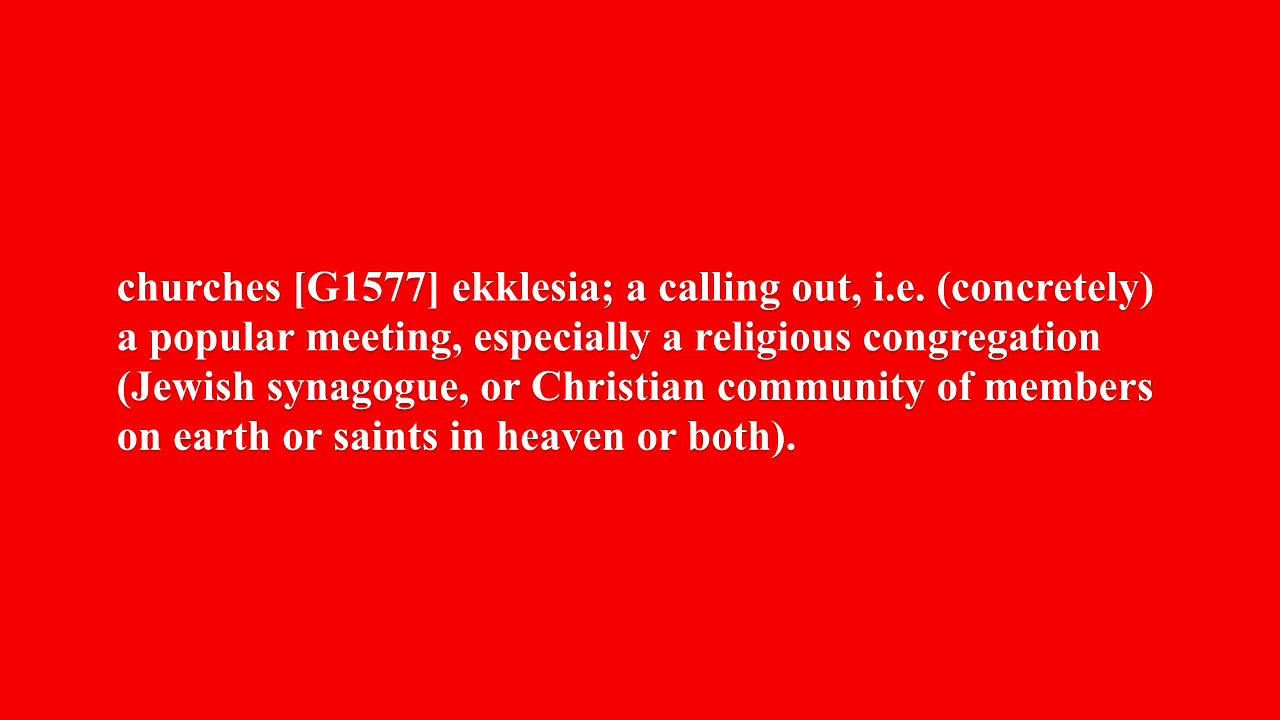 churches [G1577] ekklesia; a calling out, i.e. (concretely)
a popular meeting, especially a religious congregation
(Jewish synagogue, or Christian community of members
on earth or saints in heaven or both).